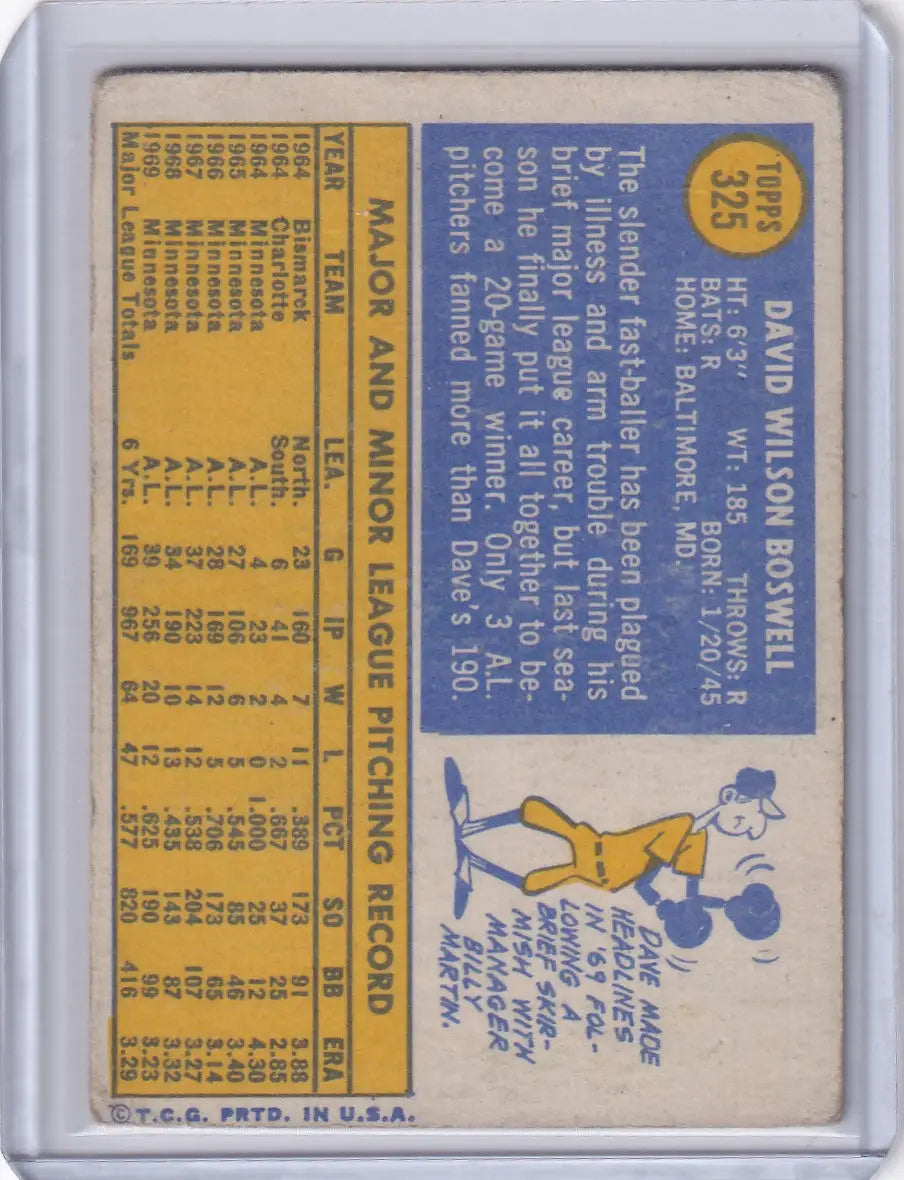 TOPPS
325
DAVID WILSON BOSWELL
HT: 6'3" WT: 185 THROWS: R
BATS: R BORN: 1/20/45
HOME: BALTIMORE, MD.
The slender fast-baller has been plagued
by illness and arm trouble during his
brief major league career, but last sea-
son he finally put it all together to be-
come a 20-game winner. Only 3 A.L.
pitchers fanned more than Dave's 190.
DAVE MADE
HEADLINES
IN '69 FOL-
LOWING A
BRIEF SKIR-
MISH WITH
MANAGER
BILLY
MARTIN.
MAJOR AND MINOR LEAGUE PITCHING RECORD
YEAR TEAM LEA. G IP W L PCT SO BB ERA
1964 Bismarck North. 23 160 7 11 .389 173 91 3.88
1964 Charlotte South. 6 41 4 2 .667 37 25 2.85
1964 Minnesota A.L. 4 23 2 0 1.000 25 12 4.30
1965 Minnesota A.L. 27 106 6 5 .545 85 46 3.40
1966 Minnesota A.L. 28 169 12 5 .706 173 65 3.14
1967 Minnesota A.L. 37 223 14 12 .538 204 107 3.27
1968 Minnesota A.L. 34 190 10 13 .435 143 87 3.32
1969 Minnesota A.L. 39 256 20 12 .625 190 99 3.23
Major League Totals 6 Yrs. 169 967 64 47 .577 820 416 3.29
©T.C.G. PRTD. IN U.S.A.